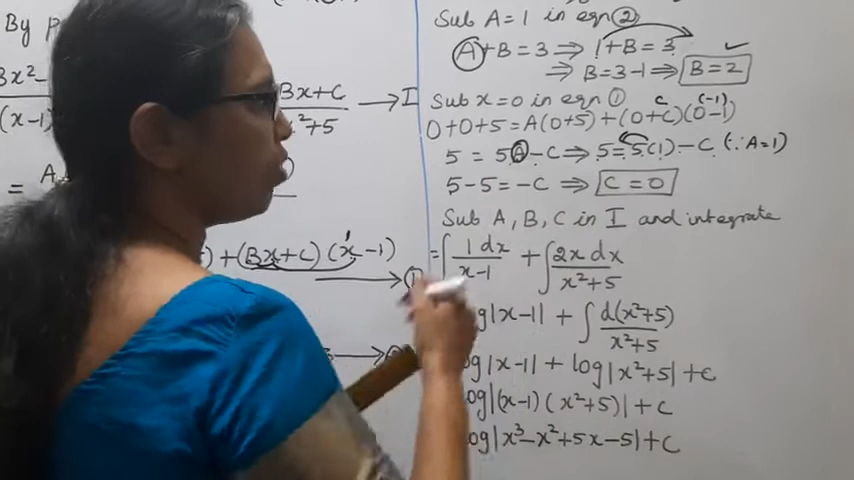 By
3x²-
(x-1)
= A
Bx+C
x²+5 → I
+(Bx+C)(x-1)
→ ①
→
Sub A=1 in eqn ②
A+B=3 ⇒ 1+B=3
⇒ B=3-1 ⇒ B=2 ✓
Sub x=0 in eqn ①
0+0+5=A(0+5)+(0+C)(0-1)
C (-1)
5 = 5A-C ⇒ 5=5(1)-C (∵A=1)
5-5=-C ⇒ C=0
Sub A, B, C in I and integrate
=∫ 1dx/x-1 + ∫ 2x dx/x²+5
log|x-1| + ∫ d(x²+5)/x²+5
log|x-1| + log|x²+5| + C
log|(x-1)(x²+5)| + C
log|x³-x²+5x-5|+C